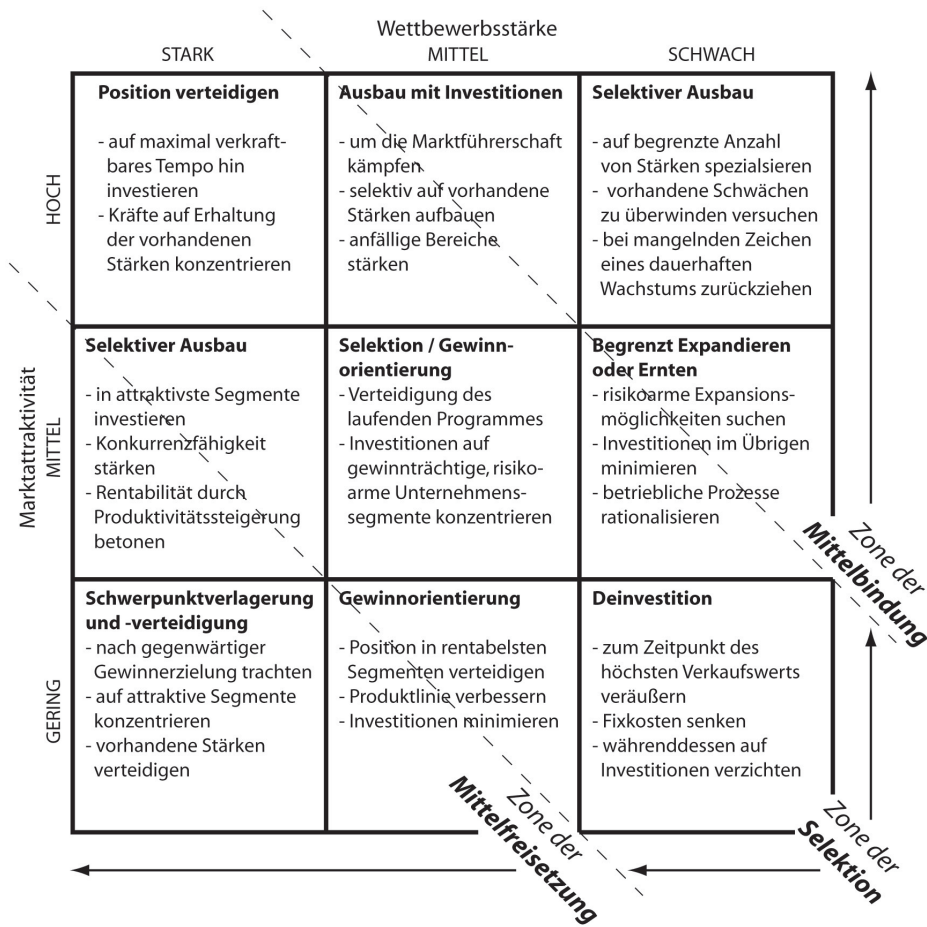 Wettbewerbsstärke
STARK
MITTEL
SCHWACH
Marktattraktivität
HOCH
Position verteidigen
- auf maximal verkraft-
bares Tempo hin
investieren
- Kräfte auf Erhaltung
der vorhandenen
Stärken konzentrieren
Ausbau mit Investitionen
- um die Marktführerschaft
kämpfen
- selektiv auf vorhandene
Stärken aufbauen
- anfällige Bereiche
stärken
Selektiver Ausbau
- auf begrenzte Anzahl
von Stärken spezialsieren
- vorhandene Schwächen
zu überwinden versuchen
- bei mangelnden Zeichen
eines dauerhaften
Wachstums zurückziehen
MITTEL
Selektiver Ausbau
- in attraktivste Segmente
investieren
- Konkurrenzfähigkeit
stärken
- Rentabilität durch
Produktivitätssteigerung
betonen
Selektion / Gewinn-
orientierung
- Verteidigung des
laufenden Programmes
- Investitionen auf
gewinnträchtige, risiko-
arme Unternehmens-
segmente konzentrieren
Begrenzt Expandieren
oder Ernten
- risikoarme Expansions-
möglichkeiten suchen
- Investitionen im Übrigen
minimieren
- betriebliche Prozesse
rationalisieren
GERING
Schwerpunktverlagerung
und -verteidigung
- nach gegenwärtiger
Gewinnerzielung trachten
- auf attraktive Segmente
konzentrieren
- vorhandene Stärken
verteidigen
Gewinnorientierung
- Position in rentabelsten
Segmenten verteidigen
- Produktlinie verbessern
- Investitionen minimieren
Deinvestition
- zum Zeitpunkt des
höchsten Verkaufswerts
veräußern
- Fixkosten senken
- währenddessen auf
Investitionen verzichten
Zone der
Mittelbindung
Zone der
Mittelfreisetzung
Zone der
Selektion